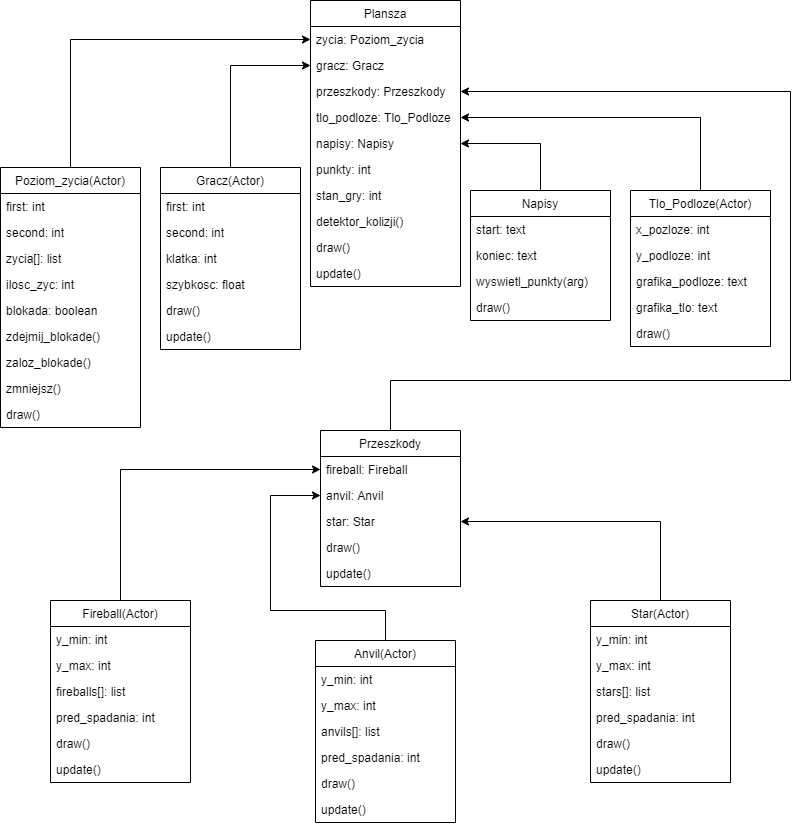 Plansza
zycia: Poziom_zycia
gracz: Gracz
przeszkody: Przeszkody
tlo_podloze: Tlo_Podloze
napisy: Napisy
punkty: int
stan_gry: int
detektor_kolizji()
draw()
update()
Poziom_zycia(Actor)
first: int
second: int
zycia[]: list
ilosc_zyc: int
blokada: boolean
zdejmij_blokade()
zaloz_blokade()
zmniejsz()
draw()
Gracz(Actor)
first: int
second: int
klatka: int
szybkosc: float
draw()
update()
Napisy
start: text
koniec: text
wyswietl_punkty(arg)
draw()
Tlo_Podloze(Actor)
x_pozloze: int
y_podloze: int
grafika_podloze: text
grafika_tlo: text
draw()
Przeszkody
fireball: Fireball
anvil: Anvil
star: Star
draw()
update()
Fireball(Actor)
y_min: int
y_max: int
fireballs[]: list
pred_spadania: int
draw()
update()
Anvil(Actor)
y_min: int
y_max: int
anvils[]: list
pred_spadania: int
draw()
update()
Star(Actor)
y_min: int
y_max: int
stars[]: list
pred_spadania: int
draw()
update()